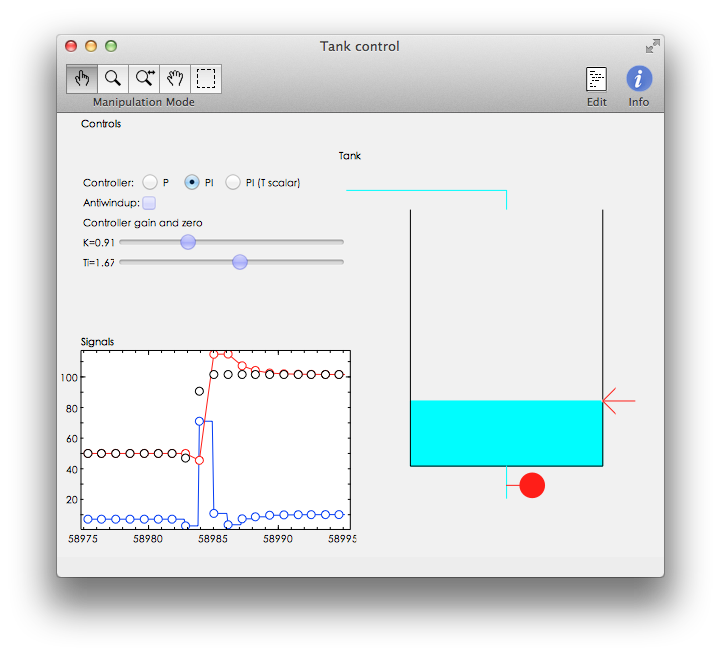 Tank control
Manipulation Mode
Edit
Info
Controls
Tank
Controller: P PI PI (T scalar)
Antiwindup:
Controller gain and zero
K=0.91
Ti=1.67
Signals
100
80
60
40
20
58975 58980 58985 58990 58995